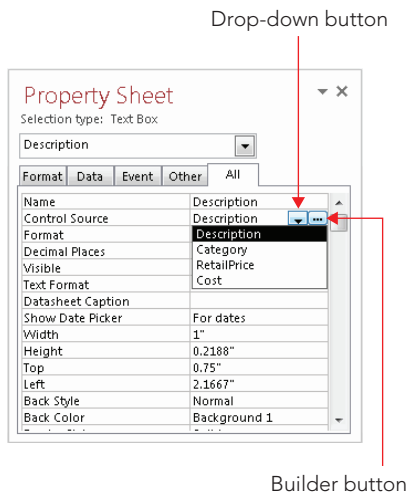 Drop-down button
Property Sheet
Selection type: Text Box
Description
Format Data Event Other All
Name Description
Control Source Description
Format Description
Decimal Places Category
Visible RetailPrice
Text Format Cost
Datasheet Caption
Show Date Picker For dates
Width 1"
Height 0.2188"
Top 0.75"
Left 2.1667"
Back Style Normal
Back Color Background 1
Builder button